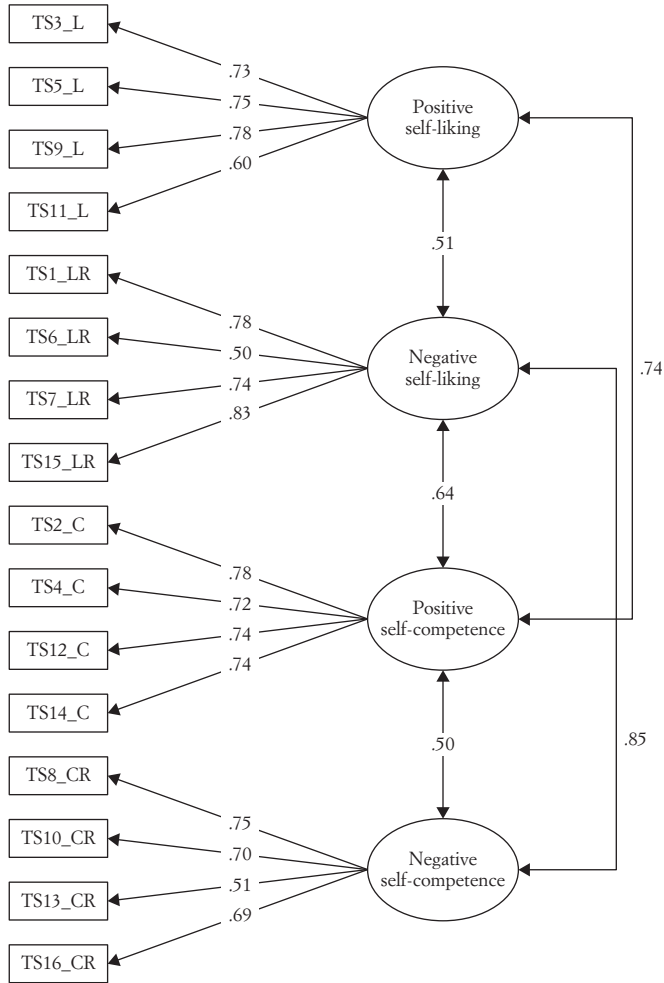 TS3_L
.73
TS5_L
.75
Positive
self-liking
TS9_L
.78
.60
TS11_L
.51
TS1_LR
.78
TS6_LR
.50
Negative
self-liking
.74
TS7_LR
.74
.83
TS15_LR
.64
TS2_C
.78
TS4_C
.72
Positive
self-competence
TS12_C
.74
.74
TS14_C
.50
.85
TS8_CR
.75
TS10_CR
.70
Negative
self-competence
TS13_CR
.51
.69
TS16_CR